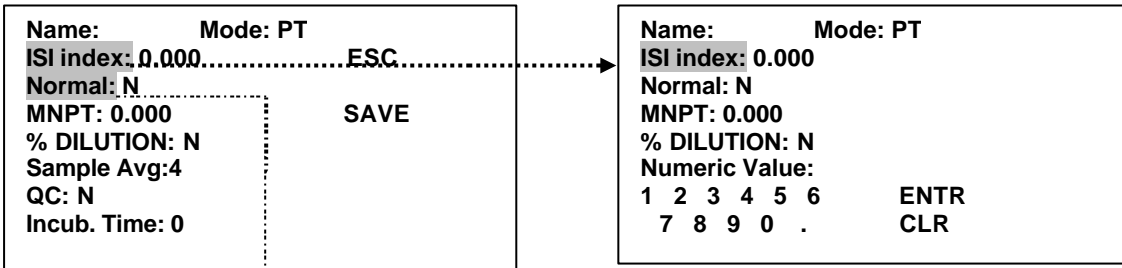 Name: Mode: PT
ISI index: 0.000 ESC
Normal: N
MNPT: 0.000 SAVE
% DILUTION: N
Sample Avg:4
QC: N
Incub. Time: 0
Name: Mode: PT
ISI index: 0.000
Normal: N
MNPT: 0.000
% DILUTION: N
Numeric Value:
1 2 3 4 5 6 ENTR
7 8 9 0 . CLR